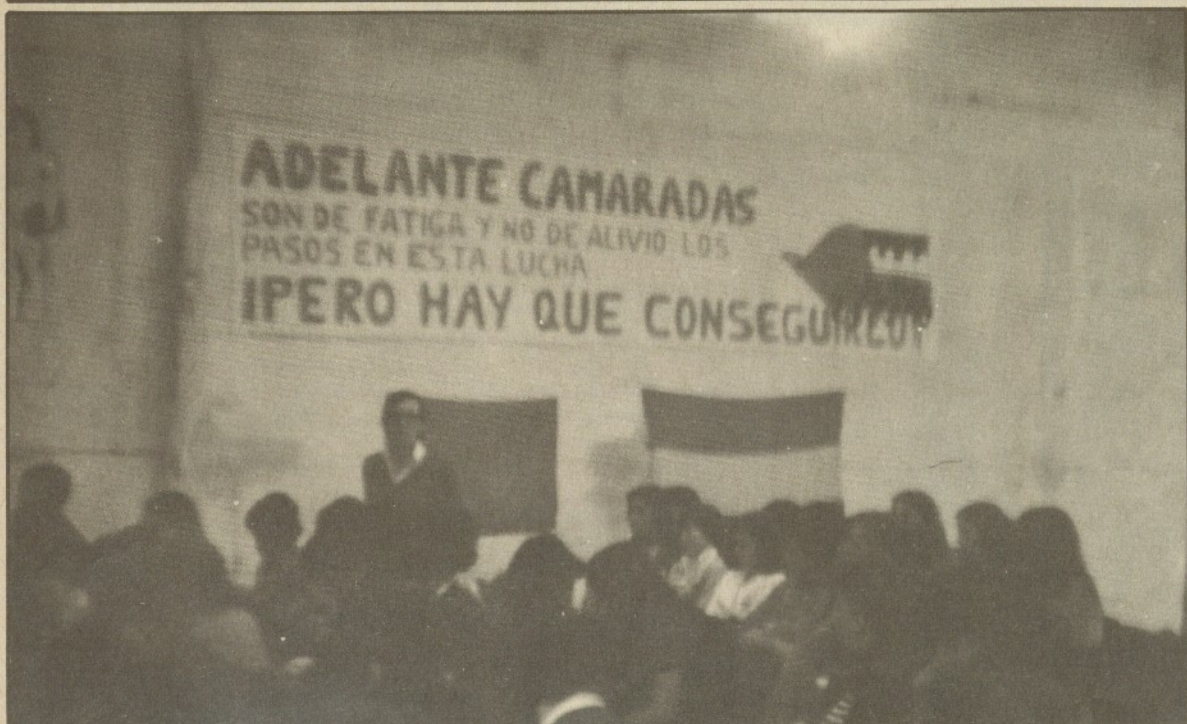 ADELANTE CAMARADAS
SON DE FATIGA Y NO DE ALIVIO LOS
PASOS EN ESTA LUCHA
¡PERO HAY QUE CONSEGUIRLO!